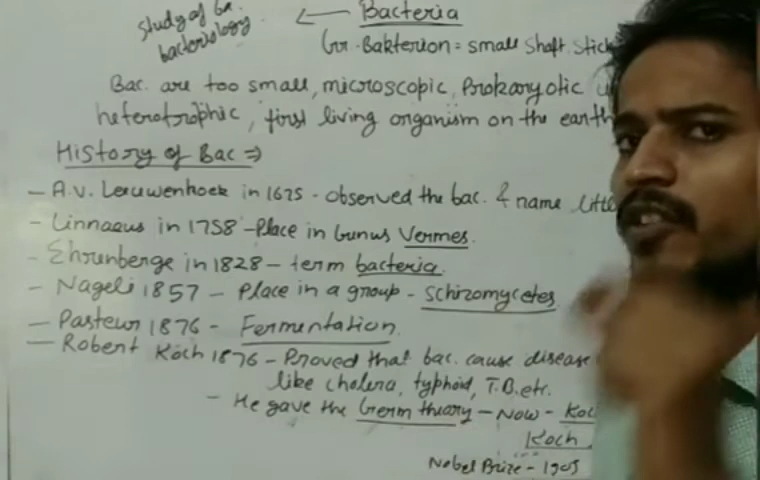 Study of Ba.
bacteriology
Bacteria
Gr. Bakterion = small shaft stick
Bac. are too small, microscopic, Prokaryotic
heterotrophic, first living organism on the earth
History of Bac ⇒
- A.V. Leeuwenhoek in 1675 - observed the bac. & name Litt
- Linnaeus in 1758 - Place in Genus Vermes.
- Ehrunberge in 1828 - term bacteria.
- Nageli 1857 - Place in a group - Schizomycetes
- Pasteur 1876 - Fermentation
- Robert Koch 1876 - Proved that bac. cause disease
like cholera, typhoid, T.B. etc.
- He gave the Germ theory - Now - Koc
Koch
Nobel Prize - 1905